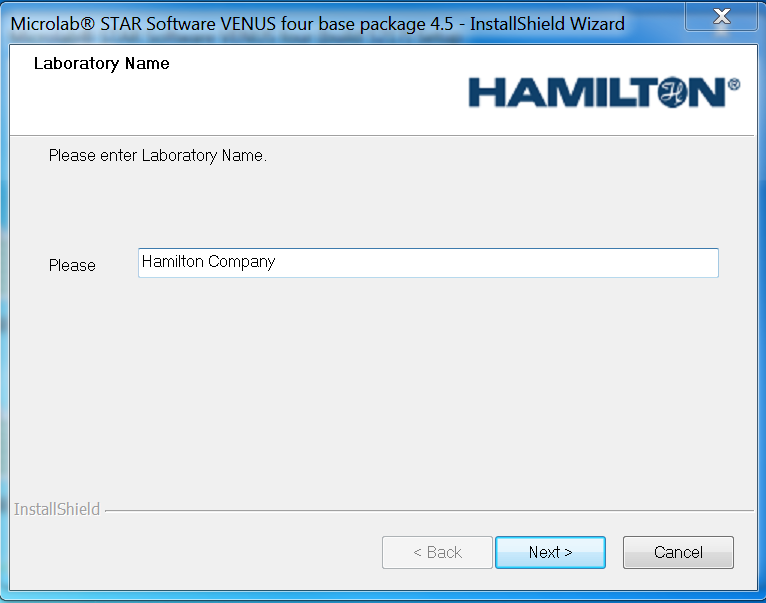 Microlab® STAR Software VENUS four base package 4.5 - InstallShield Wizard
X
Laboratory Name
HAMILTON®
Please enter Laboratory Name.
Please
Hamilton Company
InstallShield
< Back
Next >
Cancel